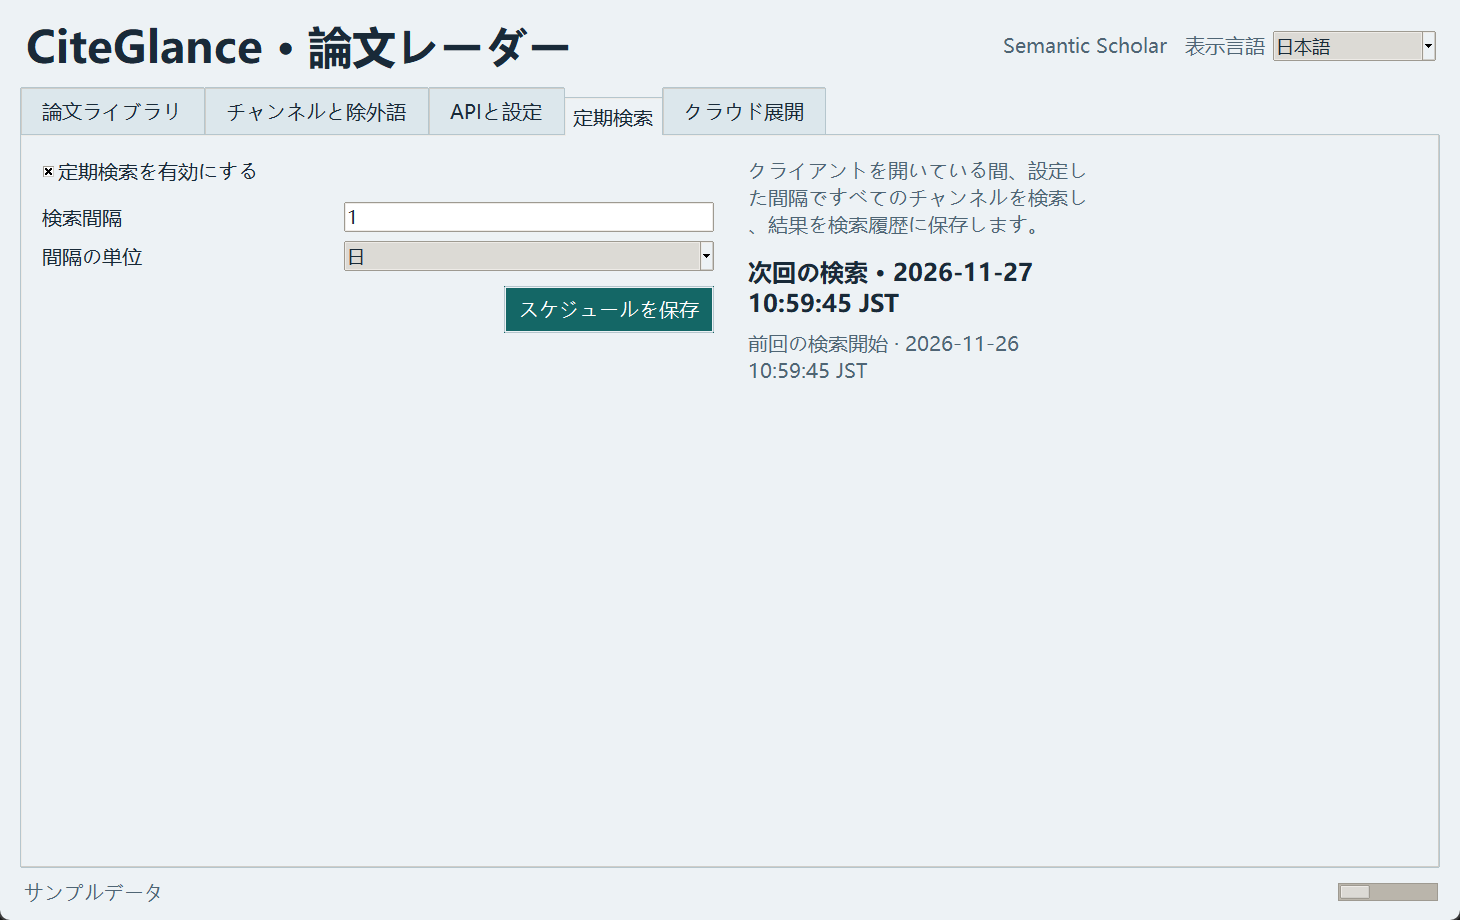 CiteGlance・論文レーダー
Semantic Scholar 表示言語 日本語
論文ライブラリ チャンネルと除外語 APIと設定 定期検索 クラウド展開
定期検索を有効にする
検索間隔 1
間隔の単位 日
スケジュールを保存
クライアントを開いている間、設定し
た間隔ですべてのチャンネルを検索し
、結果を検索履歴に保存します。
次回の検索・2026-11-27
10:59:45 JST
前回の検索開始 · 2026-11-26
10:59:45 JST
サンプルデータ